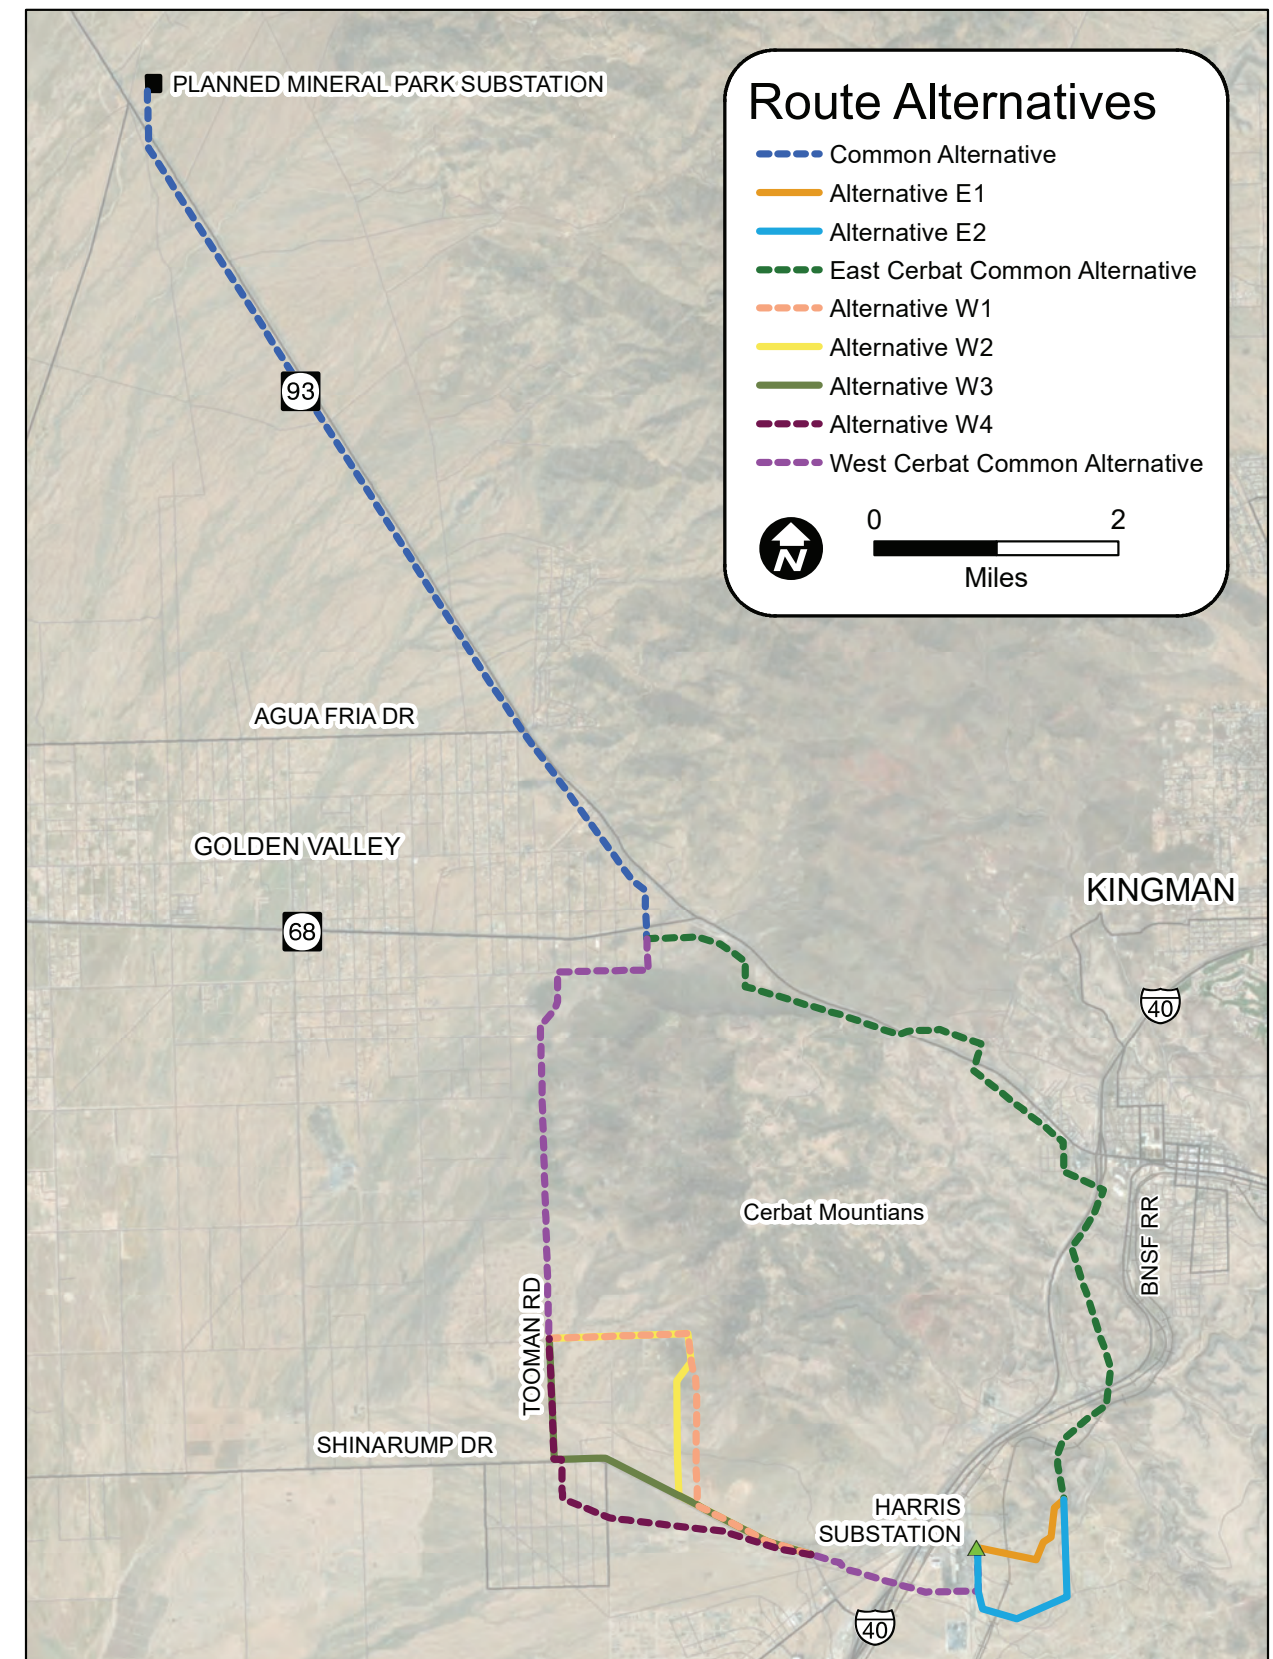 PLANNED MINERAL PARK SUBSTATION
Route Alternatives
Common Alternative
Alternative E1
Alternative E2
East Cerbat Common Alternative
Alternative W1
Alternative W2
Alternative W3
Alternative W4
West Cerbat Common Alternative
N
0 2
Miles
93
AGUA FRIA DR
GOLDEN VALLEY
KINGMAN
68
40
Cerbat Mountians
BNSF RR
TOOMAN RD
SHINARUMP DR
HARRIS
SUBSTATION
40